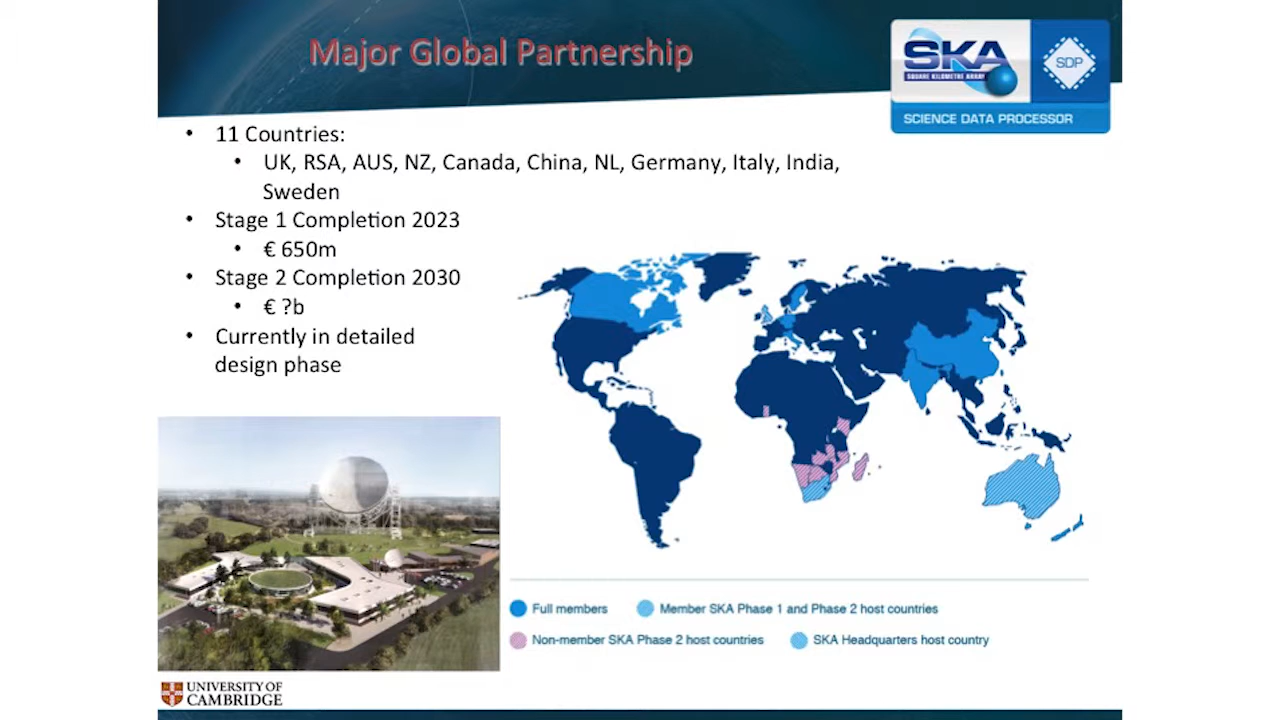 Major Global Partnership
SKA
SQUARE KILOMETRE ARRAY
SDP
SCIENCE DATA PROCESSOR
• 11 Countries:
• UK, RSA, AUS, NZ, Canada, China, NL, Germany, Italy, India,
Sweden
• Stage 1 Completion 2023
• € 650m
• Stage 2 Completion 2030
• € ?b
• Currently in detailed
design phase
Full members
Member SKA Phase 1 and Phase 2 host countries
Non-member SKA Phase 2 host countries
SKA Headquarters host country
UNIVERSITY OF
CAMBRIDGE